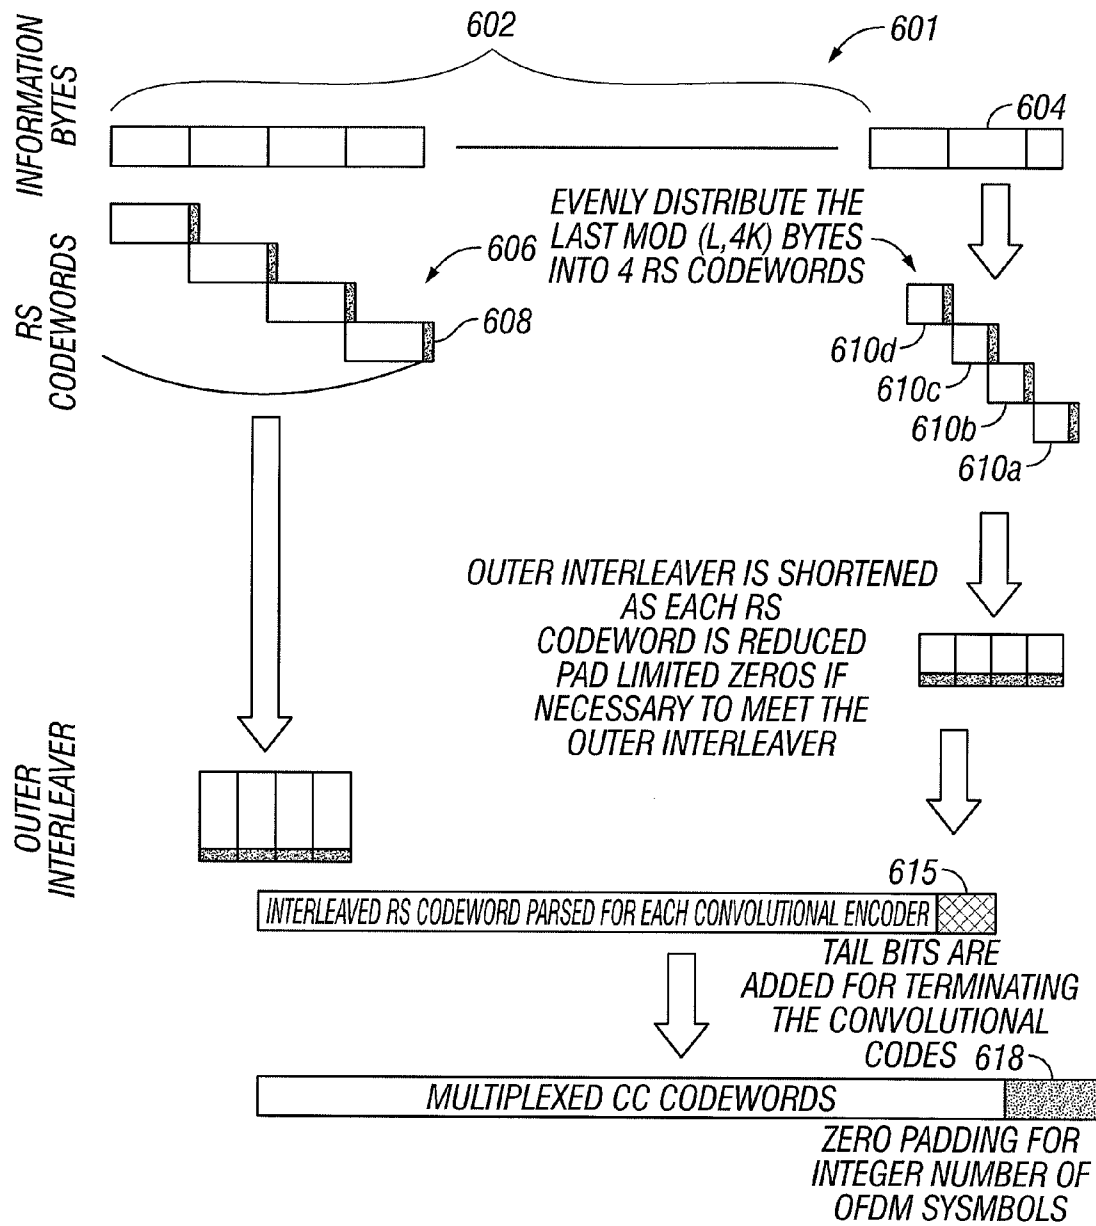 602
601
INFORMATION
BYTES
604
EVENLY DISTRIBUTE THE
LAST MOD (L,4K) BYTES
INTO 4 RS CODEWORDS
606
RS
CODEWORDS
608
610d
610c
610b
610a
OUTER INTERLEAVER IS SHORTENED
AS EACH RS
CODEWORD IS REDUCED
PAD LIMITED ZEROS IF
NECESSARY TO MEET THE
OUTER INTERLEAVER
OUTER
INTERLEAVER
615
INTERLEAVED RS CODEWORD PARSED FOR EACH CONVOLUTIONAL ENCODER
TAIL BITS ARE
ADDED FOR TERMINATING
THE CONVOLUTIONAL
CODES
618
MULTIPLEXED CC CODEWORDS
ZERO PADDING FOR
INTEGER NUMBER OF
OFDM SYSMBOLS